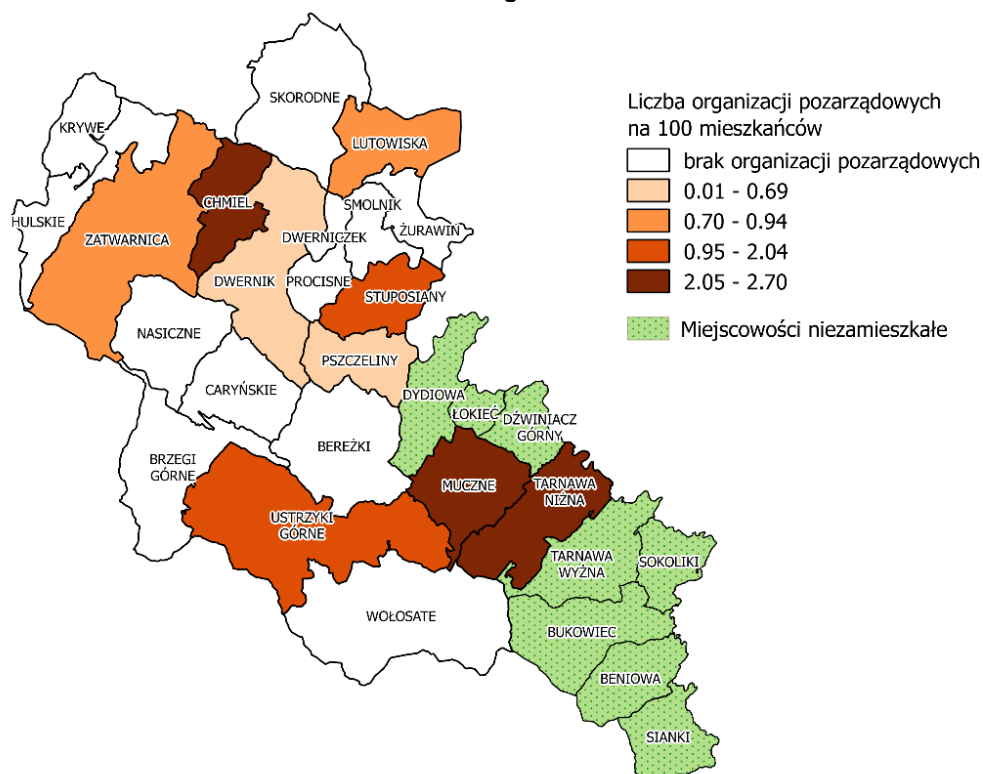 SKORODNE
KRYWE
LUTOWISKA
CHMIEL
SMOLNIK
HULSKIE
ZATWARNICA
DWERNICZEK
ŻURAWIN
DWERNIK
PROCISNE
STUPOSIANY
NASICZNE
PSZCZELINY
CARYŃSKIE
DYDIOWA
ŁOKIEĆ
DŹWINIACZ
GÓRNY
BEREŻKI
BRZEGI
GÓRNE
MUCZNE
TARNAWA
NIŻNA
USTRZYKI
GÓRNE
TARNAWA
WYŻNA
SOKOLIKI
WOŁOSATE
BUKOWIEC
BENIOWA
SIANKI
Liczba organizacji pozarządowych
na 100 mieszkańców
brak organizacji pozarządowych
0.01 - 0.69
0.70 - 0.94
0.95 - 2.04
2.05 - 2.70
Miejscowości niezamieszkałe